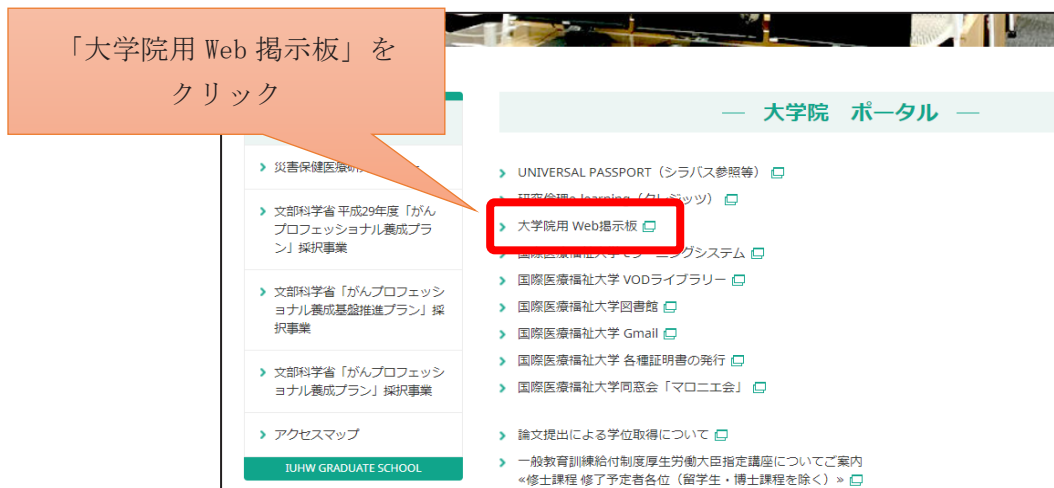 「大学院用 Web 掲示板」を
クリック
― 大学院 ポータル ―
災害保健医療研
文部科学省 平成29年度「がん
プロフェッショナル養成プラ
ン」採択事業
文部科学省「がんプロフェッシ
ョナル養成基盤推進プラン」採
択事業
文部科学省「がんプロフェッシ
ョナル養成プラン」採択事業
アクセスマップ
IUHW GRADUATE SCHOOL
UNIVERSAL PASSPORT（シラバス参照等）
研究倫理e-learning（クレジッツ）
大学院用 Web掲示板
国際医療福祉大学 eラーニングシステム
国際医療福祉大学 VODライブラリー
国際医療福祉大学図書館
国際医療福祉大学 Gmail
国際医療福祉大学 各種証明書の発行
国際医療福祉大学同窓会「マロニエ会」
論文提出による学位取得について
一般教育訓練給付制度厚生労働大臣指定講座についてご案内
≪修士課程 修了予定者各位（留学生・博士課程を除く）≫